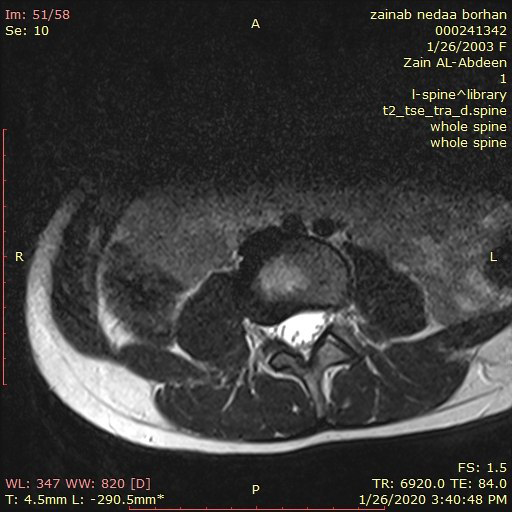 Im: 51/58
Se: 10
A
zainab nedaa borhan
000241342
1/26/2003 F
Zain AL-Abdeen
1
l-spine^library
t2_tse_tra_d.spine
whole spine
whole spine
R
L
WL: 347 WW: 820 [D]
T: 4.5mm L: -290.5mm*
P
FS: 1.5
TR: 6920.0 TE: 84.0
1/26/2020 3:40:48 PM